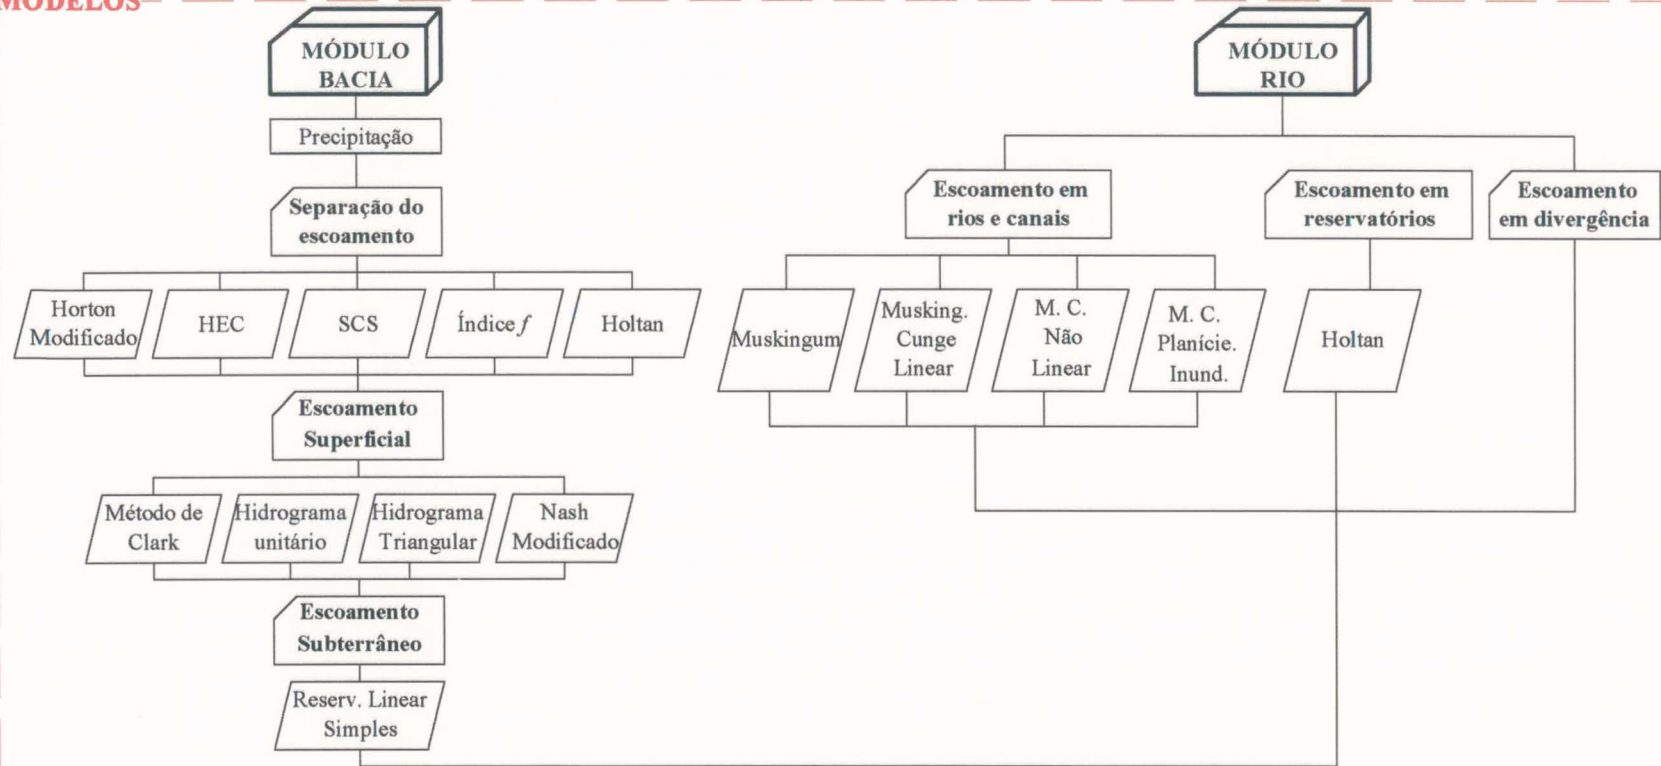 MODELOS
MÓDULO
BACIA
Precipitação
Separação do
escoamento
Horton
Modificado
HEC
SCS
Índice f
Holtan
Escoamento
Superficial
Método de
Clark
Hidrograma
unitário
Hidrograma
Triangular
Nash
Modificado
Escoamento
Subterrâneo
Reserv. Linear
Simples
MÓDULO
RIO
Escoamento em
rios e canais
Escoamento em
reservatórios
Escoamento
em divergência
Muskingum
Musking.
Cunge
Linear
M. C.
Não
Linear
M. C.
Planície.
Inund.
Holtan